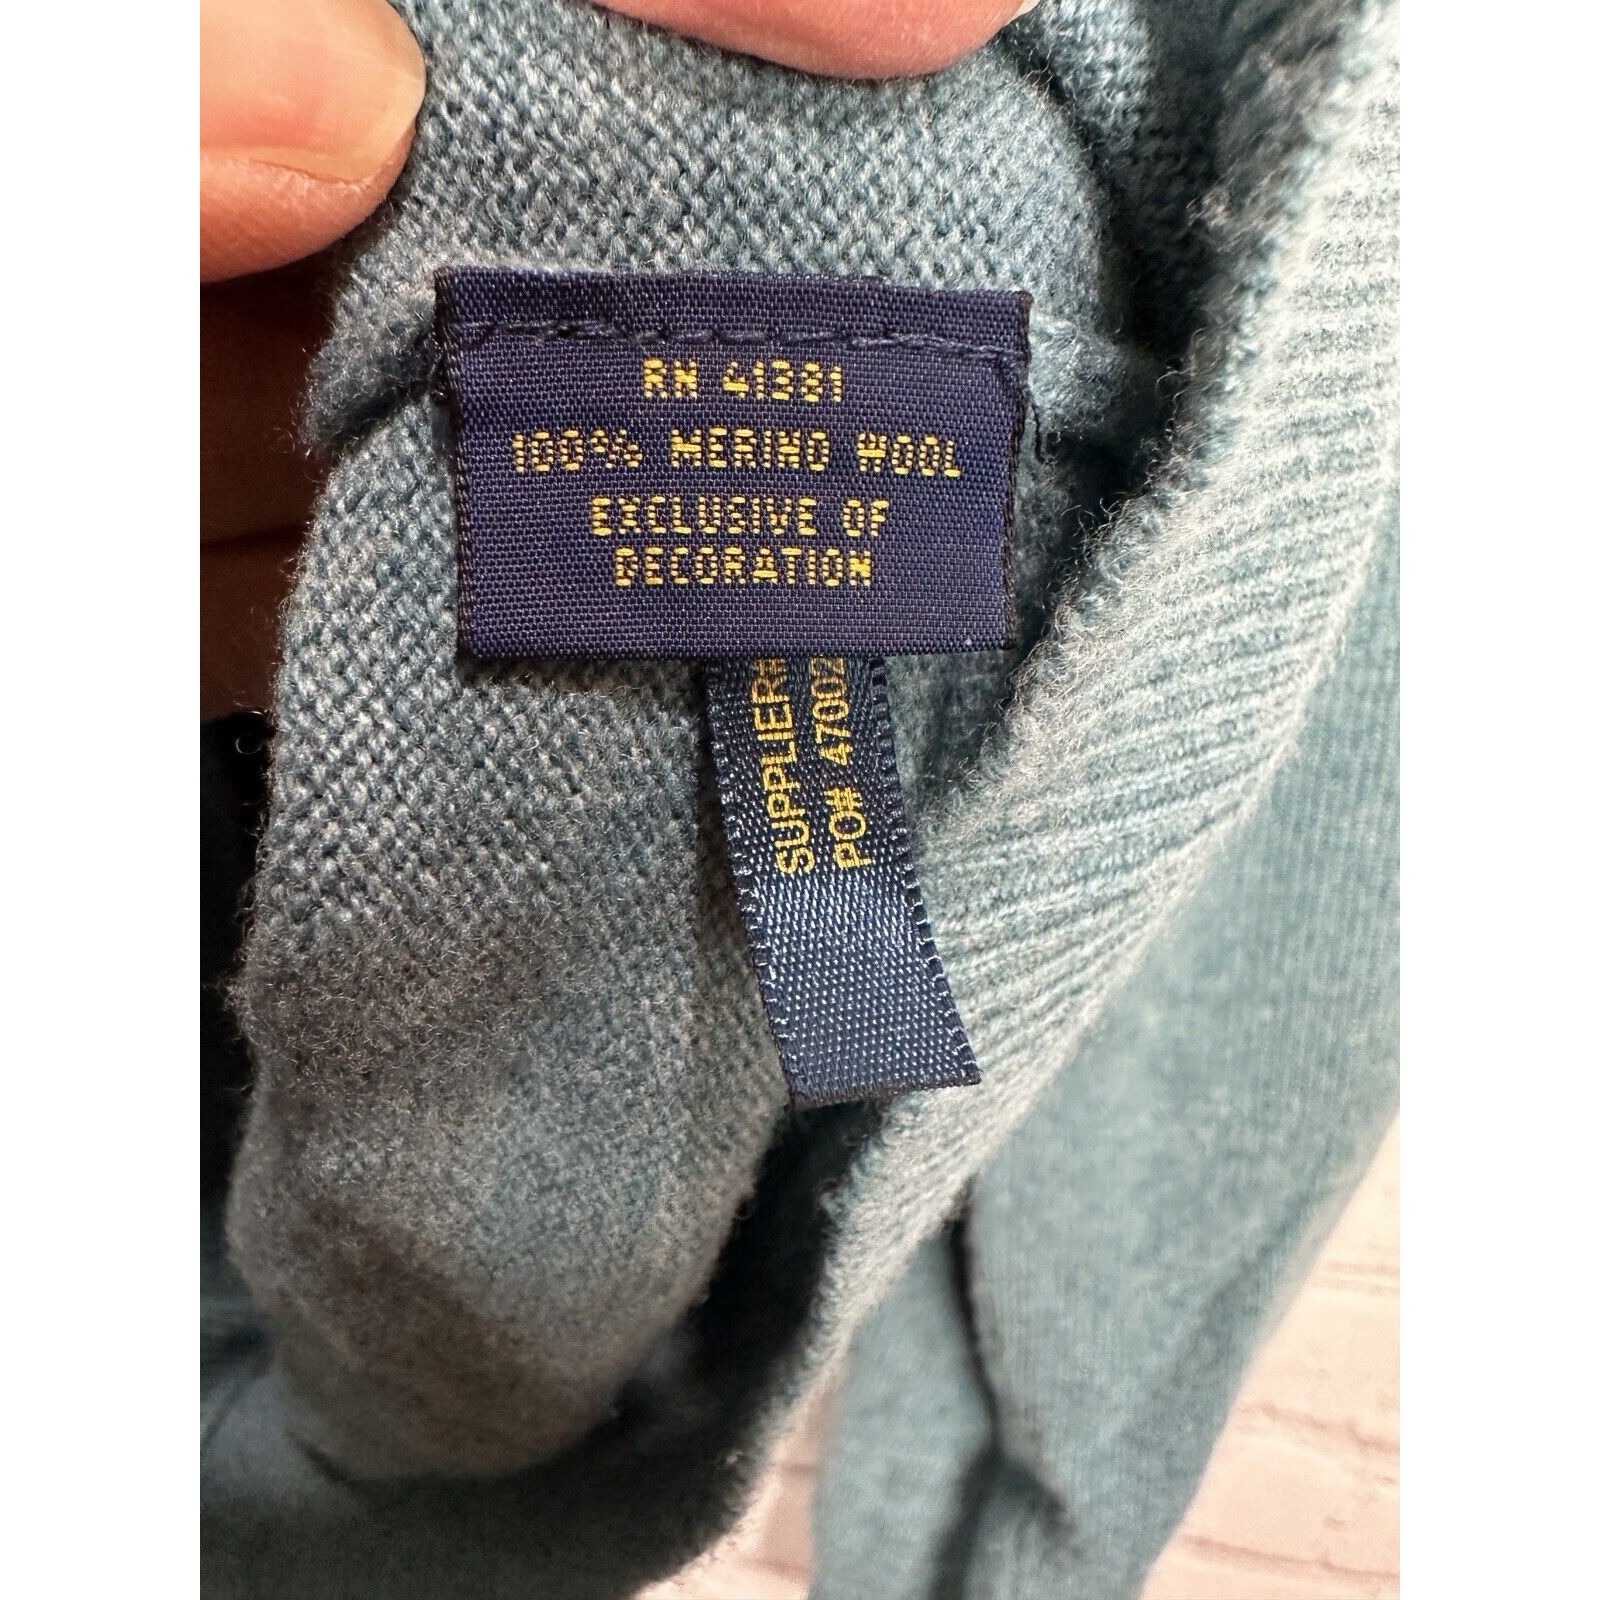 RN 41381
100% MERINO WOOL
EXCLUSIVE OF
DECORATION
SUPPLIER#
PO# 47002